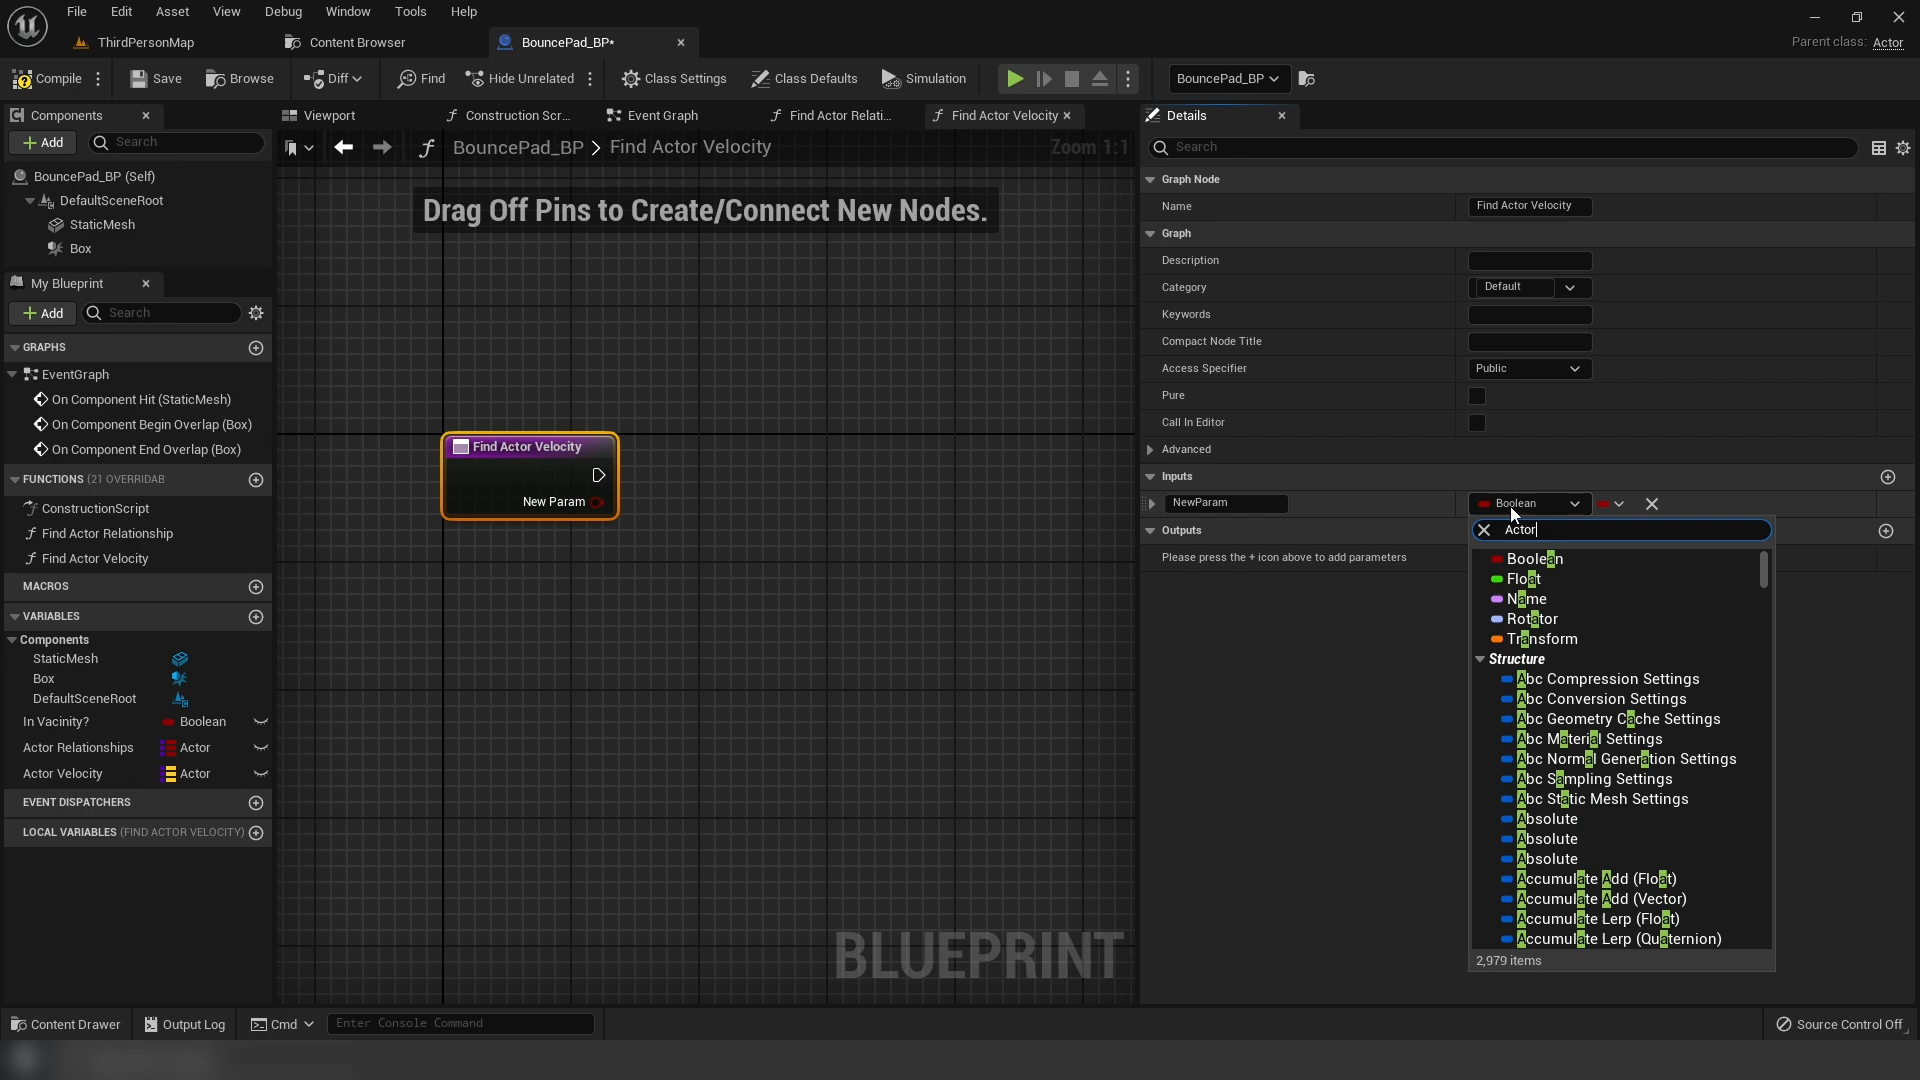 File Edit Asset View Debug Window Tools Help
ThirdPersonMap Content Browser BouncePad_BP*
Parent class: Actor
Compile Save Browse Diff Find Hide Unrelated Class Settings Class Defaults Simulation BouncePad_BP
Components
Add Search
BouncePad_BP (Self)
DefaultSceneRoot
StaticMesh
Box
My Blueprint
Add Search
GRAPHS
EventGraph
On Component Hit (StaticMesh)
On Component Begin Overlap (Box)
On Component End Overlap (Box)
FUNCTIONS (21 OVERRIDAB
ConstructionScript
Find Actor Relationship
Find Actor Velocity
MACROS
VARIABLES
Components
StaticMesh
Box
DefaultSceneRoot
In Vacinity? Boolean
Actor Relationships Actor
Actor Velocity Actor
EVENT DISPATCHERS
LOCAL VARIABLES (FIND ACTOR VELOCITY)
Viewport Construction Scr... Event Graph Find Actor Relati... Find Actor Velocity
BouncePad_BP > Find Actor Velocity Zoom 1:1
Drag Off Pins to Create/Connect New Nodes.
Find Actor Velocity
New Param
BLUEPRINT
Details
Search
Graph Node
Name Find Actor Velocity
Graph
Description
Category Default
Keywords
Compact Node Title
Access Specifier Public
Pure
Call In Editor
Advanced
Inputs
NewParam Boolean
Outputs
Please press the + icon above to add parameters
Actor
Boolean
Float
Name
Rotator
Transform
Structure
Abc Compression Settings
Abc Conversion Settings
Abc Geometry Cache Settings
Abc Material Settings
Abc Normal Generation Settings
Abc Sampling Settings
Abc Static Mesh Settings
Absolute
Absolute
Absolute
Accumulate Add (Float)
Accumulate Add (Vector)
Accumulate Lerp (Float)
Accumulate Lerp (Quaternion)
2,979 items
Content Drawer Output Log Cmd Enter Console Command Source Control Off